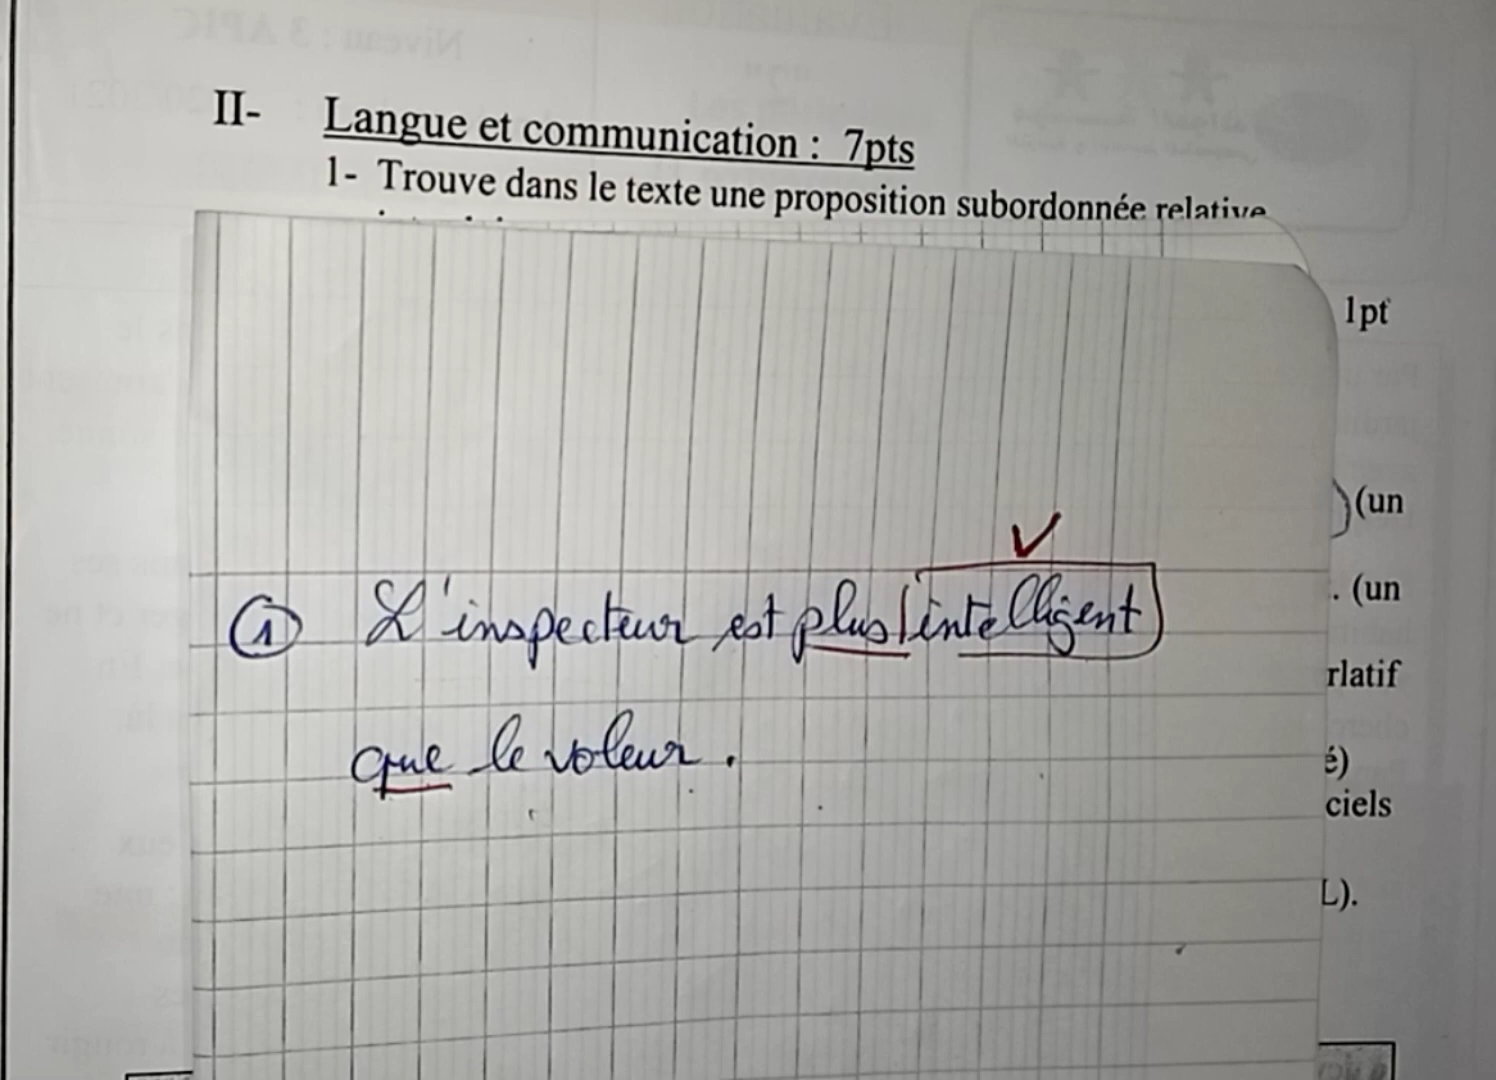 II- Langue et communication : 7pts
1- Trouve dans le texte une proposition subordonnée relative
1pt
(un
. (un
① L'inspecteur est plus intelligent
rlatif
que le voleur.
é)
ciels
L).